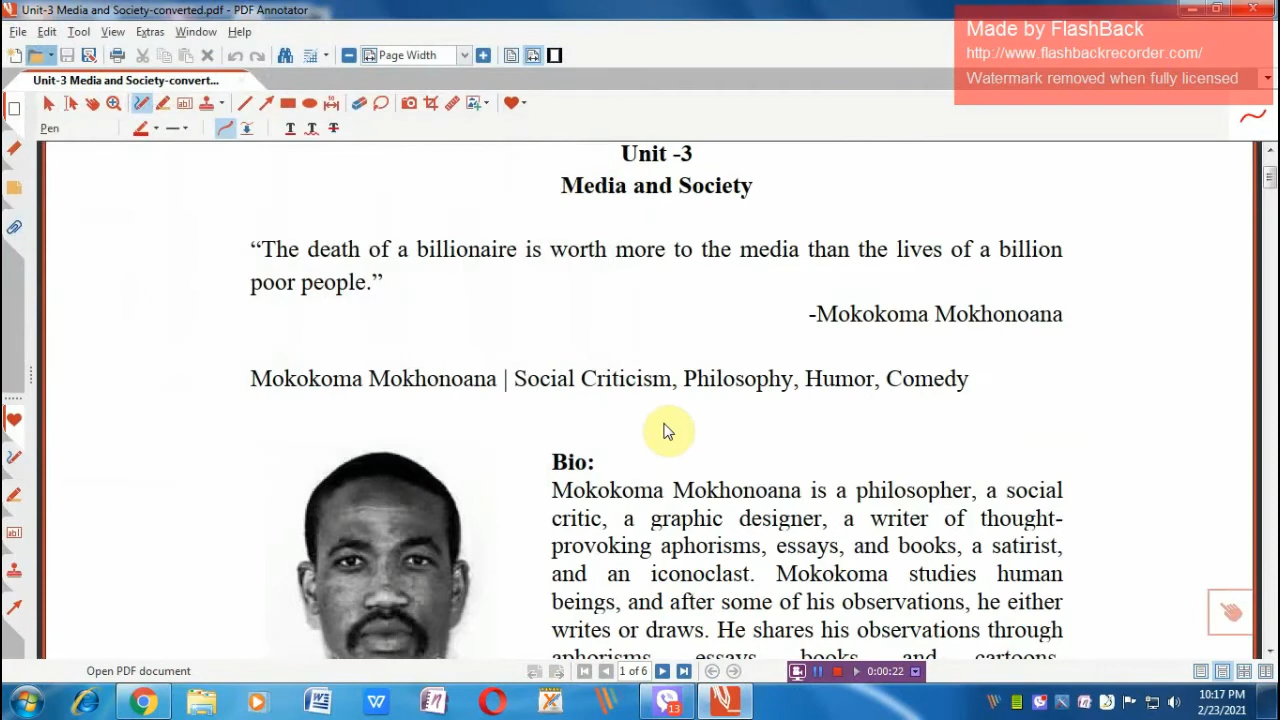 Unit-3 Media and Society-converted.pdf - PDF Annotator
Made by FlashBack
http://www.flashbackrecorder.com/
Watermark removed when fully licensed
File Edit Tool View Extras Window Help
Page Width
Unit-3 Media and Society-convert...
Pen
Unit -3
Media and Society
“The death of a billionaire is worth more to the media than the lives of a billion
poor people.”
-Mokokoma Mokhonoana
Mokokoma Mokhonoana | Social Criticism, Philosophy, Humor, Comedy
Bio:
Mokokoma Mokhonoana is a philosopher, a social
critic, a graphic designer, a writer of thought-
provoking aphorisms, essays, and books, a satirist,
and an iconoclast. Mokokoma studies human
beings, and after some of his observations, he either
writes or draws. He shares his observations through
aphorisms, essays, books, and cartoons.
Open PDF document
1 of 6
0:00:22
13
10:17 PM
2/23/2021